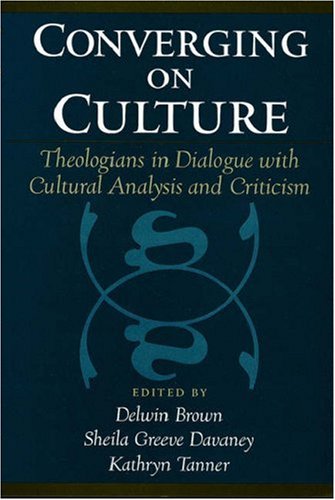 CONVERGING
ON
CULTURE
Theologians in Dialogue with
Cultural Analysis and Criticism
EDITED BY
Delwin Brown
Sheila Greeve Davaney
Kathryn Tanner